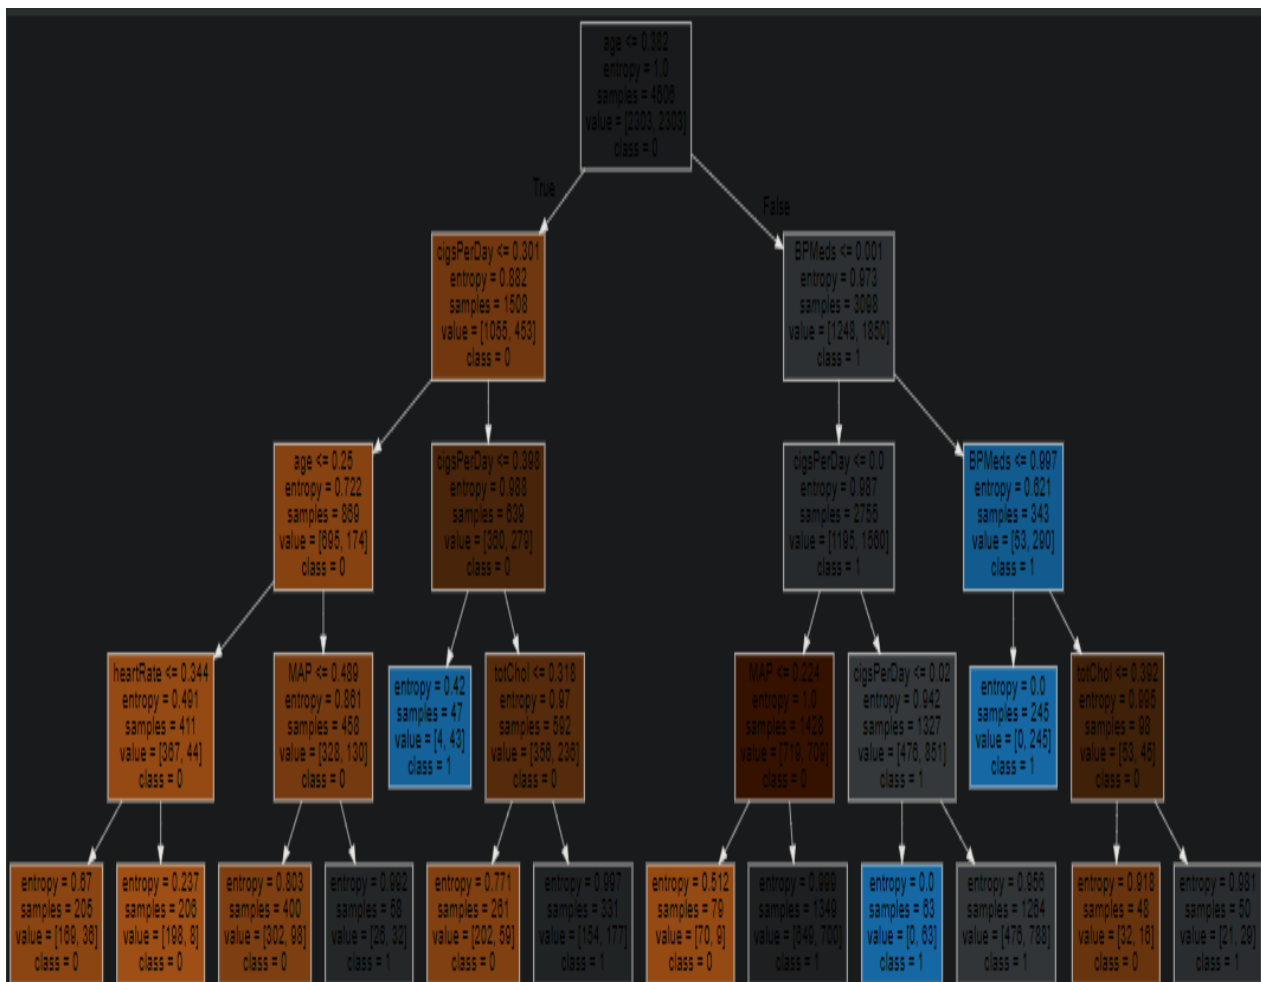 age <= 0.382
entropy = 1.0
samples = 4606
value = [2303, 2303]
class = 0
True
False
cigsPerDay <= 0.301
entropy = 0.882
samples = 1508
value = [1055, 453]
class = 0
BPMeds <= 0.001
entropy = 0.973
samples = 3098
value = [1248, 1850]
class = 1
age <= 0.25
entropy = 0.722
samples = 869
value = [695, 174]
class = 0
cigsPerDay <= 0.398
entropy = 0.988
samples = 639
value = [360, 279]
class = 0
cigsPerDay <= 0.0
entropy = 0.987
samples = 2755
value = [1195, 1560]
class = 1
BPMeds <= 0.997
entropy = 0.621
samples = 343
value = [53, 290]
class = 1
heartRate <= 0.344
entropy = 0.491
samples = 411
value = [367, 44]
class = 0
MAP <= 0.489
entropy = 0.861
samples = 458
value = [328, 130]
class = 0
entropy = 0.42
samples = 47
value = [4, 43]
class = 1
totChol <= 0.318
entropy = 0.97
samples = 592
value = [356, 236]
class = 0
MAP <= 0.224
entropy = 1.0
samples = 1428
value = [719, 709]
class = 0
cigsPerDay <= 0.02
entropy = 0.942
samples = 1327
value = [476, 851]
class = 1
entropy = 0.0
samples = 245
value = [0, 245]
class = 1
totChol <= 0.392
entropy = 0.995
samples = 98
value = [53, 45]
class = 0
entropy = 0.67
samples = 205
value = [169, 36]
class = 0
entropy = 0.237
samples = 206
value = [198, 8]
class = 0
entropy = 0.803
samples = 400
value = [302, 98]
class = 0
entropy = 0.992
samples = 58
value = [26, 32]
class = 1
entropy = 0.771
samples = 261
value = [202, 59]
class = 0
entropy = 0.997
samples = 331
value = [154, 177]
class = 1
entropy = 0.512
samples = 79
value = [70, 9]
class = 0
entropy = 0.999
samples = 1349
value = [649, 700]
class = 1
entropy = 0.0
samples = 63
value = [0, 63]
class = 1
entropy = 0.956
samples = 1264
value = [476, 788]
class = 1
entropy = 0.918
samples = 48
value = [32, 16]
class = 0
entropy = 0.981
samples = 50
value = [21, 29]
class = 1